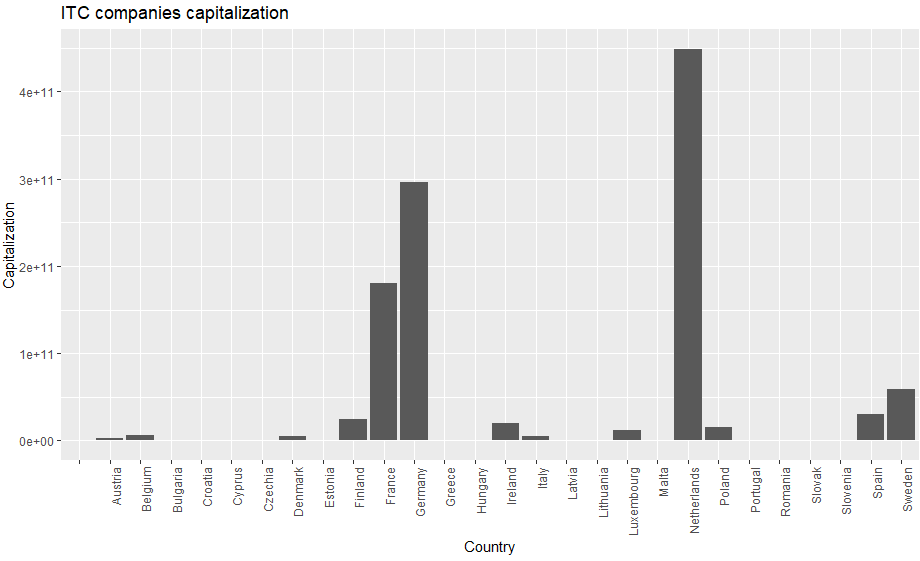 ITC companies capitalization
Capitalization
4e+11
3e+11
2e+11
1e+11
0e+00
Austria
Belgium
Bulgaria
Croatia
Cyprus
Czechia
Denmark
Estonia
Finland
France
Germany
Greece
Hungary
Ireland
Italy
Latvia
Lithuania
Luxembourg
Malta
Netherlands
Poland
Portugal
Romania
Slovak
Slovenia
Spain
Sweden
Country